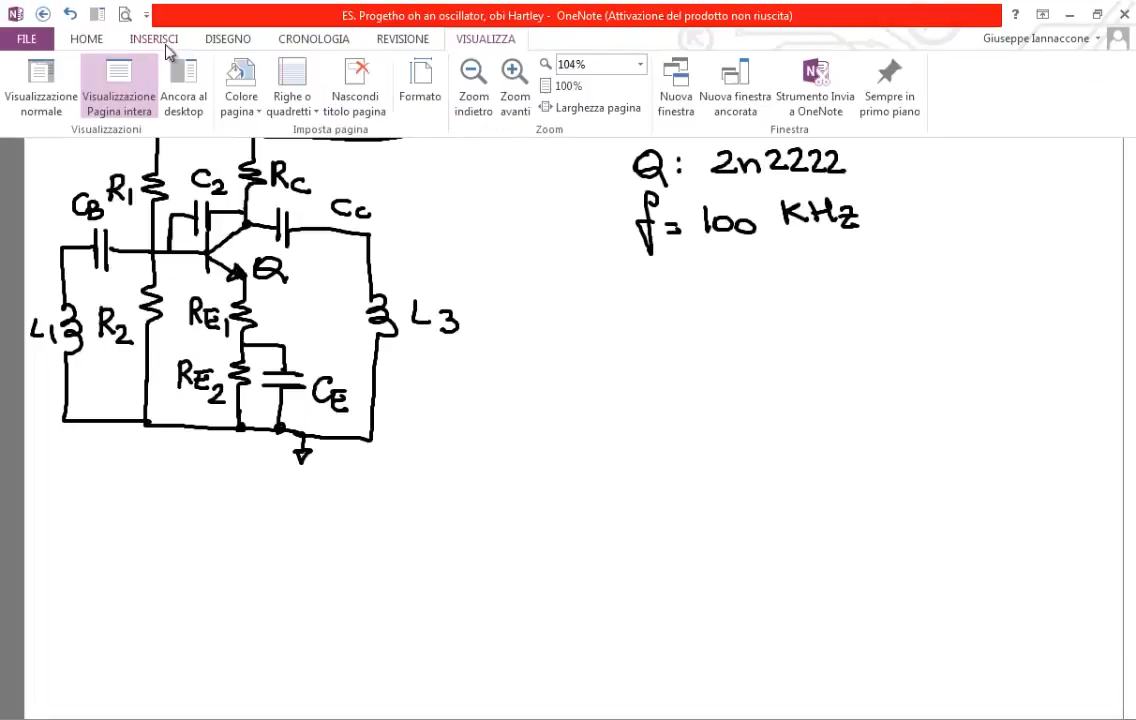 ES. Progetho oh an oscillator, obi Hartley - OneNote (Attivazione del prodotto non riuscita)
?
FILE HOME INSERISCI DISEGNO CRONOLOGIA REVISIONE VISUALIZZA Giuseppe Iannaccone
Visualizzazione normale
Visualizzazione Pagina intera
Ancora al desktop
Visualizzazioni
Colore pagina
Righe o quadretti
Nascondi titolo pagina
Formato
Imposta pagina
Zoom indietro
Zoom avanti
104%
100%
Larghezza pagina
Zoom
Nuova finestra
Nuova finestra ancorata
Strumento Invia a OneNote
Sempre in primo piano
Finestra
Q: 2n2222
f= 100 KHz
R1
C2
RC
CB
CC
Q
L1
R2
RE1
L3
RE2
CE